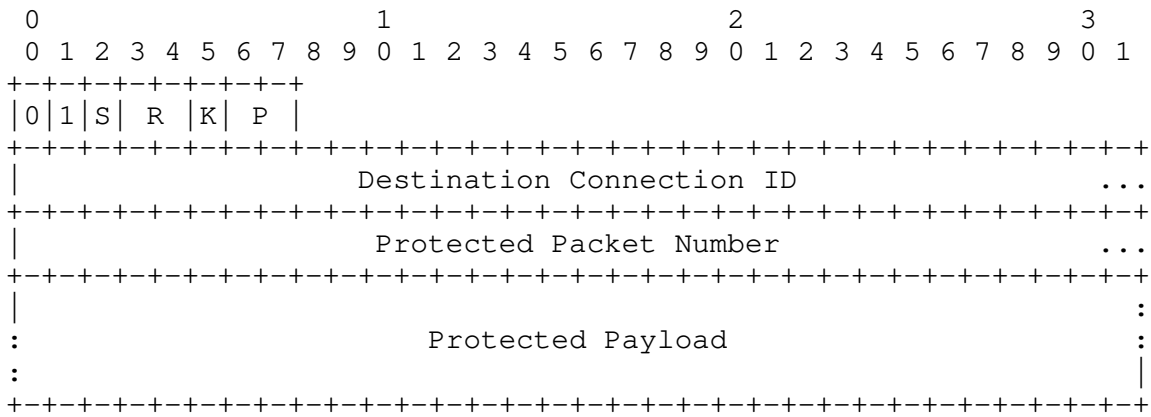 0                   1                   2                   3
 0 1 2 3 4 5 6 7 8 9 0 1 2 3 4 5 6 7 8 9 0 1 2 3 4 5 6 7 8 9 0 1
+-+-+-+-+-+-+-+-+
|0|1|S| R |K| P |
+-+-+-+-+-+-+-+-+-+-+-+-+-+-+-+-+-+-+-+-+-+-+-+-+-+-+-+-+-+-+-+-+
|                Destination Connection ID                ...
+-+-+-+-+-+-+-+-+-+-+-+-+-+-+-+-+-+-+-+-+-+-+-+-+-+-+-+-+-+-+-+-+
|                 Protected Packet Number                 ...
+-+-+-+-+-+-+-+-+-+-+-+-+-+-+-+-+-+-+-+-+-+-+-+-+-+-+-+-+-+-+-+-+
|                                                             :
:                     Protected Payload                       :
:                                                             |
+-+-+-+-+-+-+-+-+-+-+-+-+-+-+-+-+-+-+-+-+-+-+-+-+-+-+-+-+-+-+-+-+